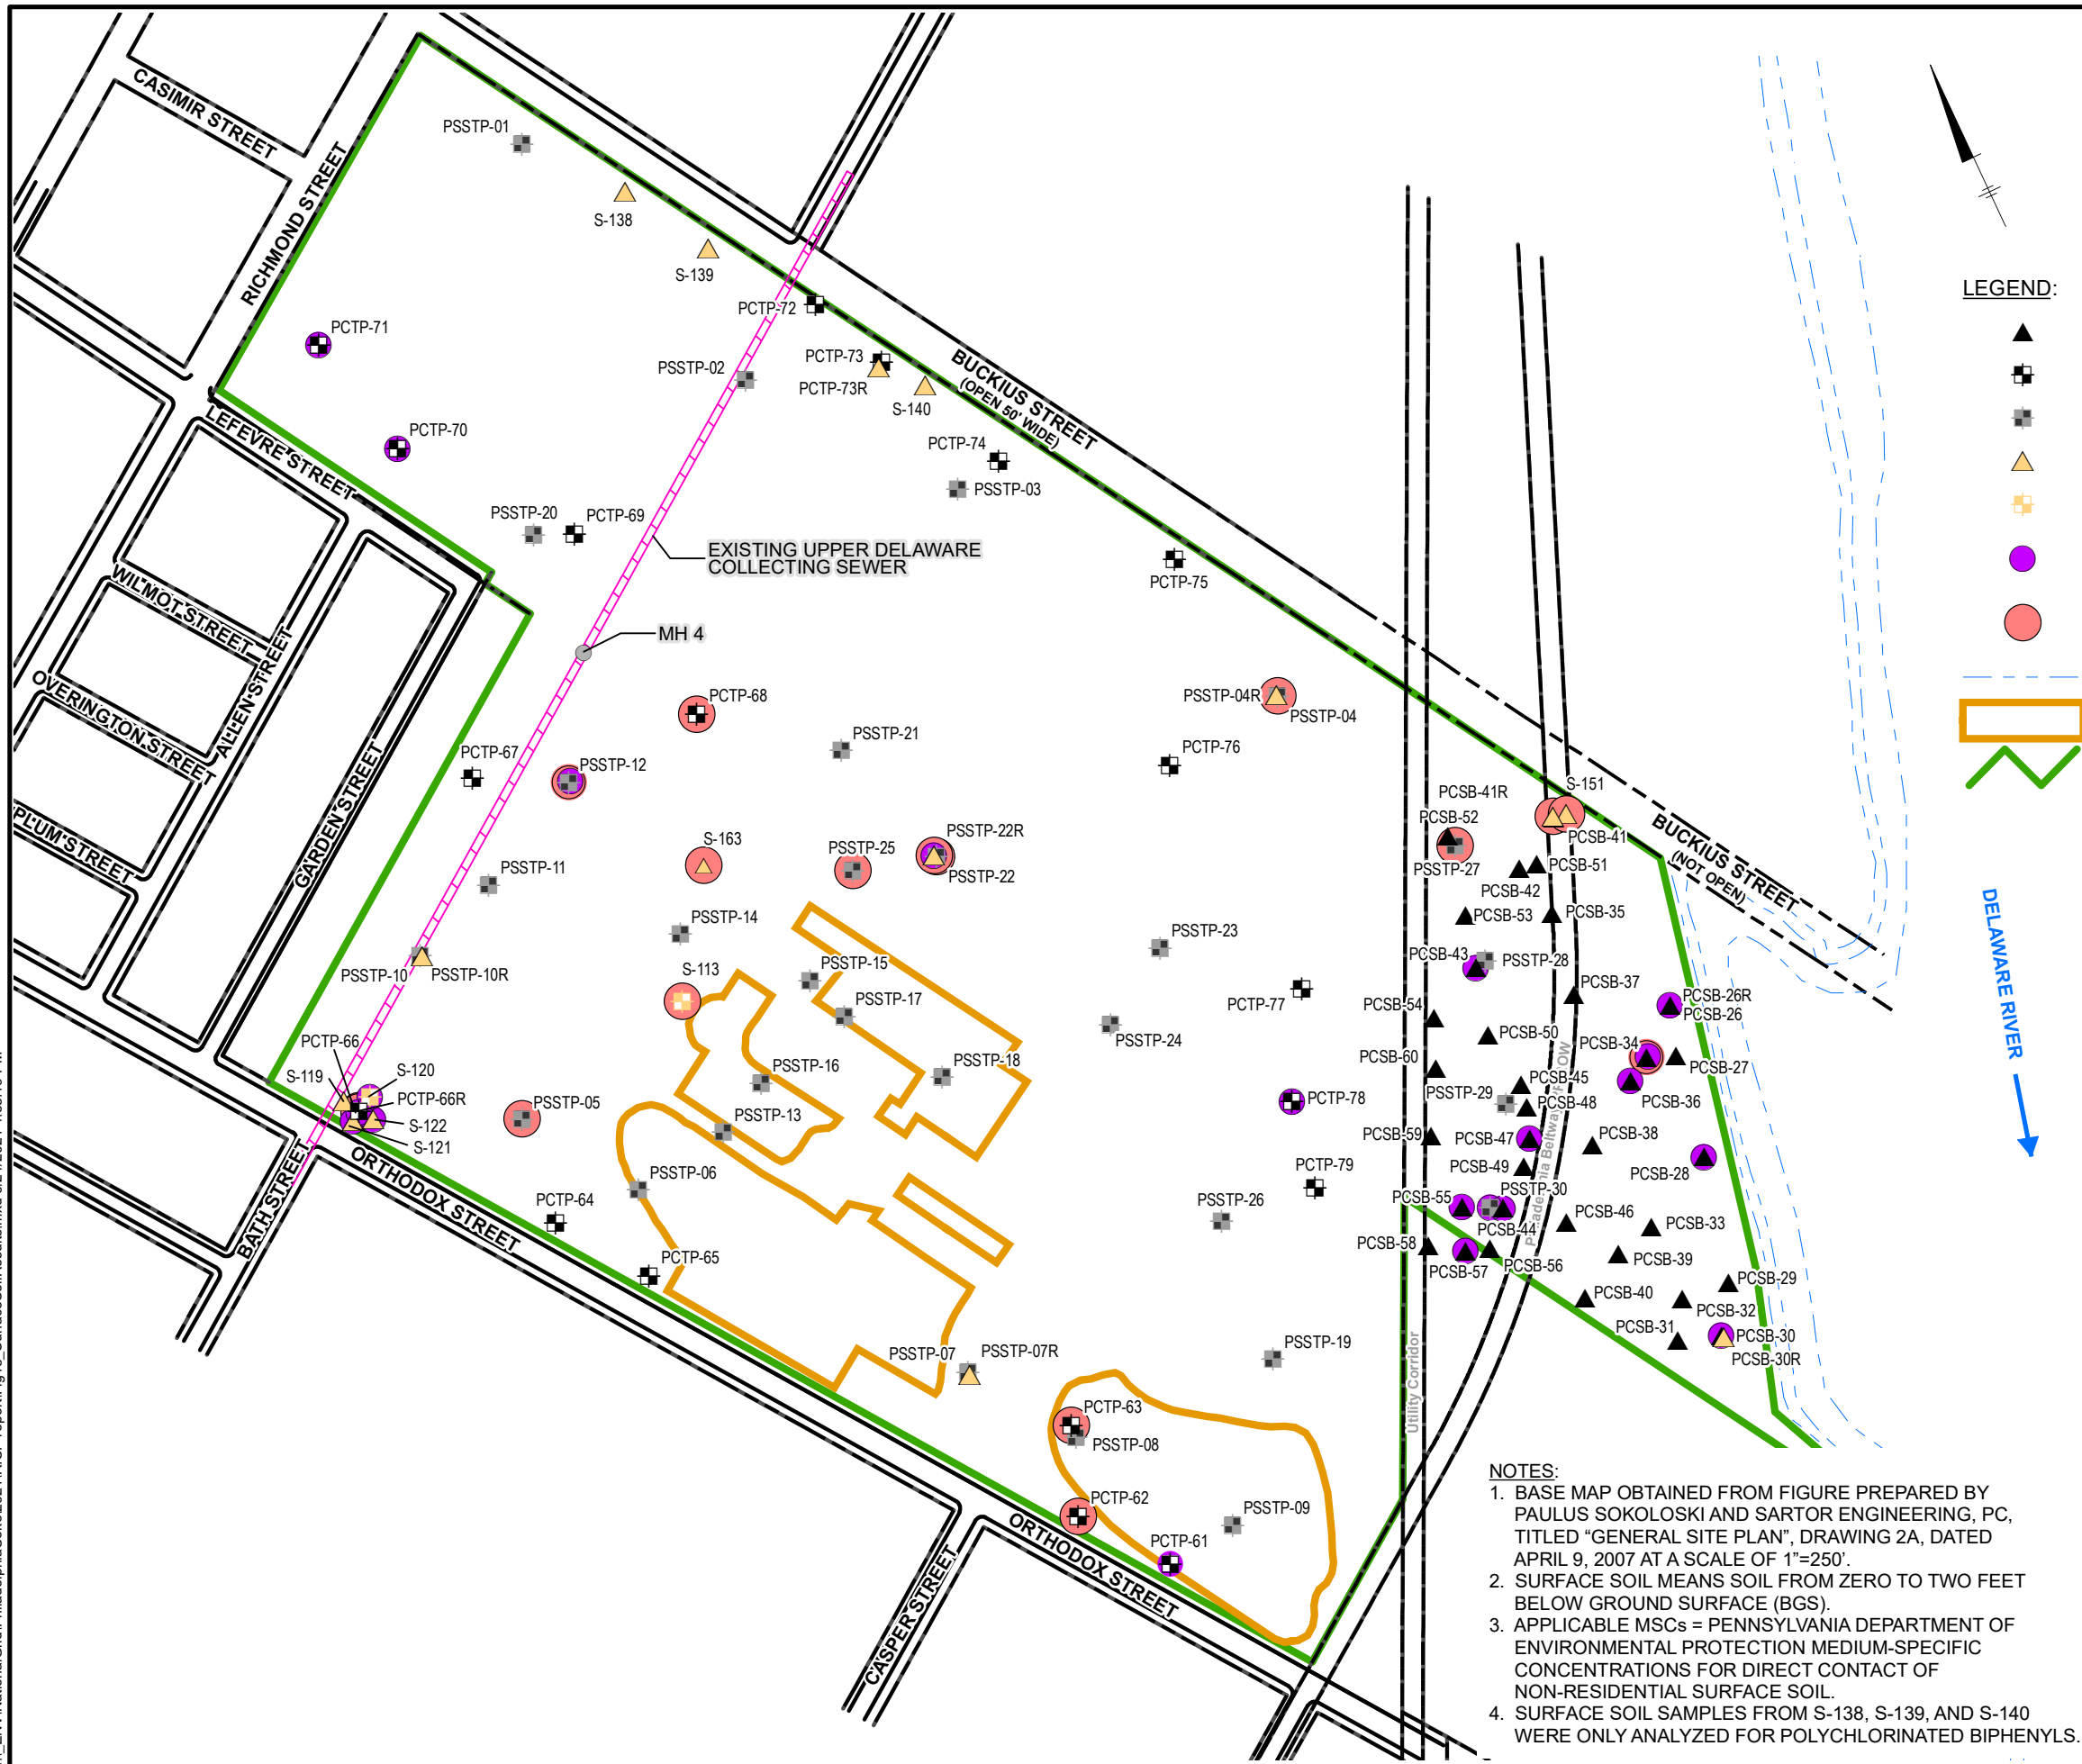 CASIMIR STREET
RICHMOND STREET
PSSTP-01
S-138
S-139
PCTP-72
PCTP-71
PSSTP-02
PCTP-73
PCTP-73R
S-140
BUCKIUS STREET
(OPEN 50' WIDE)
LEGEND:
LEFEVRE STREET
PCTP-70
PCTP-74
PSSTP-03
PSSTP-20
PCTP-69
EXISTING UPPER DELAWARE
COLLECTING SEWER
PCTP-75
WILMOT STREET
MH 4
OVERINGTON STREET
ALLEN STREET
PLUM STREET
GARDEN STREET
PCTP-68
PSSTP-04R
PSSTP-04
PCTP-67
PSSTP-12
PSSTP-21
PCTP-76
S-163
PSSTP-25
PSSTP-22R
PSSTP-22
PCSB-41R
S-151
PCSB-52
PCSB-41
PSSTP-27
PCSB-51
PCSB-42
BUCKIUS STREET
(NOT OPEN)
PSSTP-11
PCSB-53
PCSB-35
PSSTP-14
PSSTP-23
PCSB-43
PSSTP-28
PSSTP-10
PSSTP-10R
S-113
PSSTP-15
PSSTP-17
PCTP-77
PCSB-37
PCSB-54
PCSB-26R
PCSB-26
DELAWARE RIVER
PSSTP-24
PCSB-50
PCTP-66
S-119
S-120
PCTP-66R
S-122
S-121
PSSTP-05
PSSTP-16
PSSTP-18
PSSTP-13
PCSB-60
PCSB-34
PCSB-27
PCSB-45
PSSTP-29
PCSB-48
PCSB-36
PCTP-78
PCSB-59
PCSB-47
PCSB-38
PCSB-28
PCSB-49
BATH STREET
ORTHODOX STREET
PSSTP-06
PCTP-64
PCTP-65
PCTP-79
PSSTP-26
PCSB-55
PSSTP-30
PCSB-44
PCSB-46
PCSB-33
PCSB-58
PCSB-57
PCSB-56
PCSB-39
PCSB-29
PCSB-40
PCSB-32
PCSB-31
PCSB-30
PCSB-30R
Utility Corridor
PSSTP-07
PSSTP-07R
PSSTP-19
PCTP-63
PSSTP-08
PCTP-62
PSSTP-09
PCTP-61
ORTHODOX STREET
CASPER STREET
NOTES:
1. BASE MAP OBTAINED FROM FIGURE PREPARED BY
PAULUS SOKOLOSKI AND SARTOR ENGINEERING, PC,
TITLED “GENERAL SITE PLAN”, DRAWING 2A, DATED
APRIL 9, 2007 AT A SCALE OF 1”=250’.
2. SURFACE SOIL MEANS SOIL FROM ZERO TO TWO FEET
BELOW GROUND SURFACE (BGS).
3. APPLICABLE MSCs = PENNSYLVANIA DEPARTMENT OF
ENVIRONMENTAL PROTECTION MEDIUM-SPECIFIC
CONCENTRATIONS FOR DIRECT CONTACT OF
NON-RESIDENTIAL SURFACE SOIL.
4. SURFACE SOIL SAMPLES FROM S-138, S-139, AND S-140
WERE ONLY ANALYZED FOR POLYCHLORINATED BIPHENYLS.